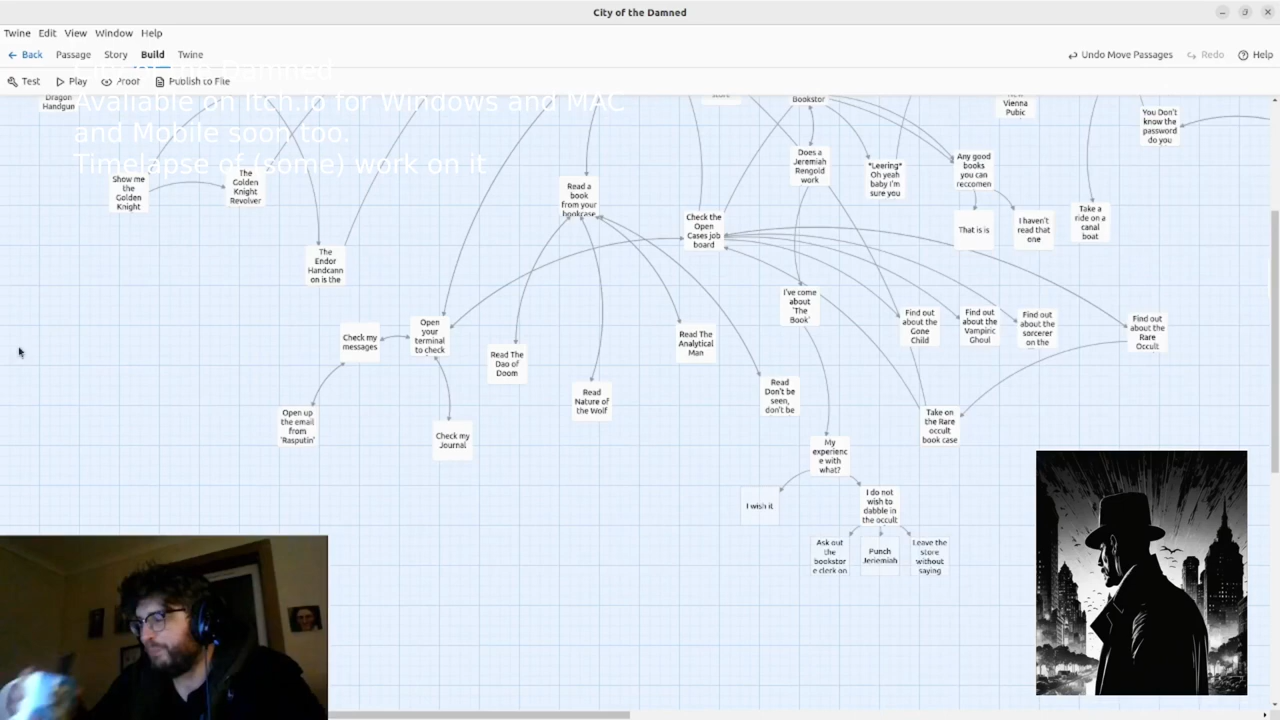 City of the Damned
Twine Edit View Window Help
Back Passage Story Build Twine
Undo Move Passages Redo Help
Test Play Proof Publish to File
Damned
Avaliable on Itch.io for Windows and MAC
and Mobile soon too.
Timelapse of (some) work on it
Dragon
Handgun
Bookstor
New
Vienna
Pubic
You Don't
know the
password
do you
Show me
the
Golden
Knight
The
Golden
Knight
Revolver
Read a
book
from your
bookcase
Does a
Jeremiah
Rengold
work
*Leering*
Oh yeah
baby I'm
sure you
Any good
books
you can
reccomen
Check the
Open
Cases job
board
That is is
I haven't
read that
one
Take a
ride on a
canal
boat
The
Endor
Handcann
on is the
I've come
about
'The
Book'
Check my
messages
Open
your
terminal
to check
Read The
Dao of
Doom
Read The
Analytical
Man
Find out
about the
Gone
Child
Find out
about the
Vampiric
Ghoul
Find out
about the
sorcerer
on the
Find out
about the
Rare
Occult
Read
Nature of
the Wolf
Read
Don't be
seen,
don't be
Open up
the email
from
'Rasputin'
Check my
Journal
Take on
the Rare
occult
book case
My
experienc
e with
what?
I wish it
I do not
wish to
dabble in
the occult
Ask out
the
bookstor
e clerk on
Punch
Jeriemiah
Leave the
store
without
saying